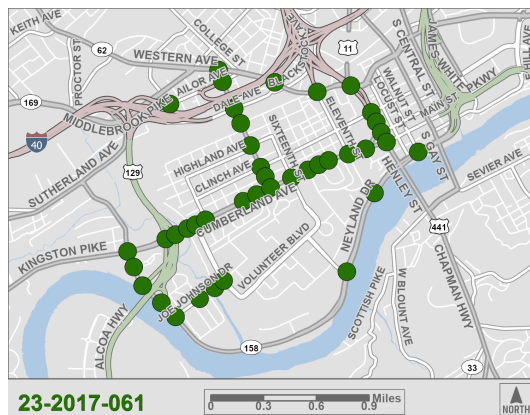 KEITH AVE
62
PROCTOR ST
COLLEGE ST
WESTERN AVE
11
S CENTRAL ST
JAMES WHITE PKWY
E HILL AVE
AILOR AVE
BLACKSTOCK AVE
DALE AVE
WALNUT ST
LOCUST ST
MAIN ST
169
MIDDLEBROOK PIKE
ELEVENTH ST
SIXTEENTH ST
S GAY ST
40
SUTHERLAND AVE
HIGHLAND AVE
129
CLINCH AVE
SEVIER AVE
HENLEY ST
CUMBERLAND AVE
NEYLAND DR
441
KINGSTON PIKE
VOLUNTEER BLVD
CHAPMAN HWY
JOE JOHNSON DR
SCOTTISH PIKE
W BLOUNT AVE
ALCOA HWY
158
33
23-2017-061
Miles
0 0.3 0.6 0.9
NORTH